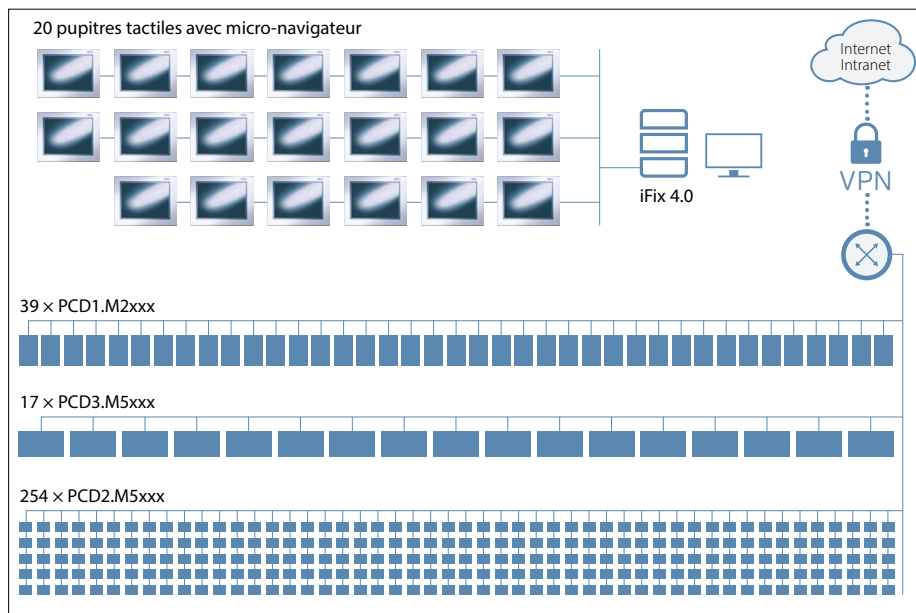 20 pupitres tactiles avec micro-navigateur
Internet
Intranet
VPN
iFix 4.0
39 × PCD1.M2xxx
17 × PCD3.M5xxx
254 × PCD2.M5xxx